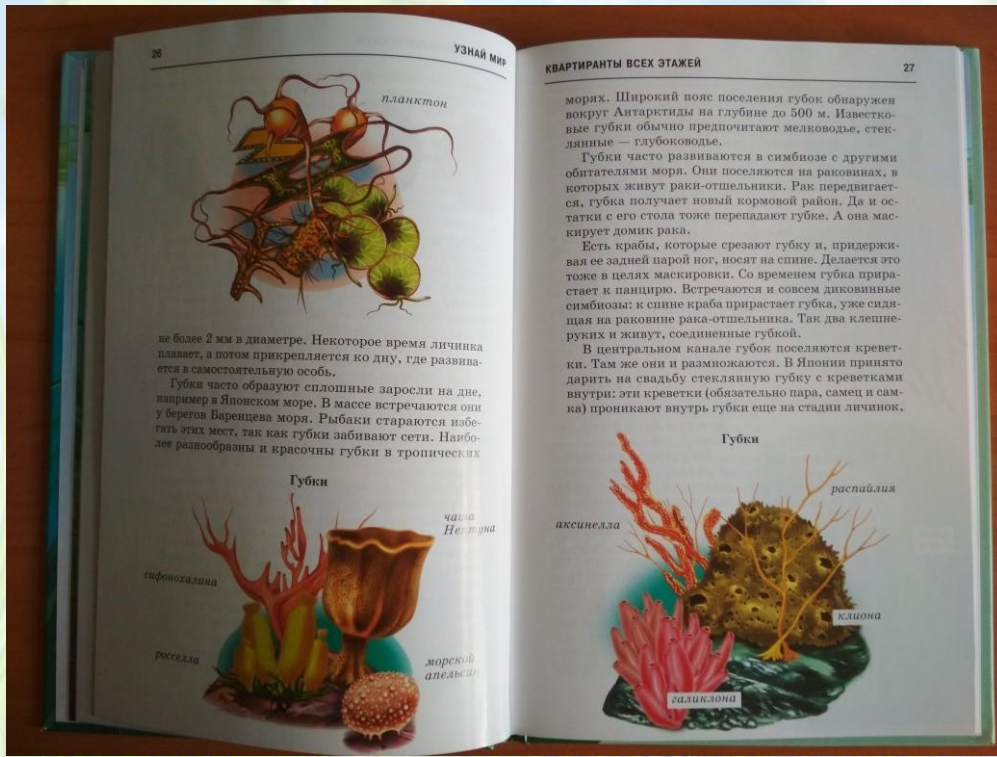 26
УЗНАЙ МИР
планктон
не более 2 мм в диаметре. Некоторое время личинка
плавает, а потом прикрепляется ко дну, где развива-
ется в самостоятельную особь.
Губки часто образуют сплошные заросли на дне,
например в Японском море. В массе встречаются они
у берегов Баренцева моря. Рыбаки стараются избе-
гать этих мест, так как губки забивают сети. Наибо-
лее разнообразны и красочны губки в тропических
Губки
чаша
Нептуна
сифонохалина
росселла
морской
апельсин
КВАРТИРАНТЫ ВСЕХ ЭТАЖЕЙ
27
морях. Широкий пояс поселения губок обнаружен
вокруг Антарктиды на глубине до 500 м. Известко-
вые губки обычно предпочитают мелководье, стек-
лянные — глубоководье.
Губки часто развиваются в симбиозе с другими
обитателями моря. Они поселяются на раковинах, в
которых живут раки-отшельники. Рак передвигает-
ся, губка получает новый кормовой район. Да и ос-
татки с его стола тоже перепадают губке. А она мас-
кирует домик рака.
Есть крабы, которые срезают губку и, придержи-
вая ее задней парой ног, носят на спине. Делается это
тоже в целях маскировки. Со временем губка прирас-
тает к панцирю. Встречаются и совсем диковинные
симбиозы: к спине краба прирастает губка, уже сидя-
щая на раковине рака-отшельника. Так два клешне-
руких и живут, соединенные губкой.
В центральном канале губок поселяются кревет-
ки. Там же они и размножаются. В Японии принято
дарить на свадьбу стеклянную губку с креветками
внутри: эти креветки (обязательно пара, самец и сам-
ка) проникают внутрь губки еще на стадии личинок,
Губки
распайлия
аксинелла
клиона
галиклона